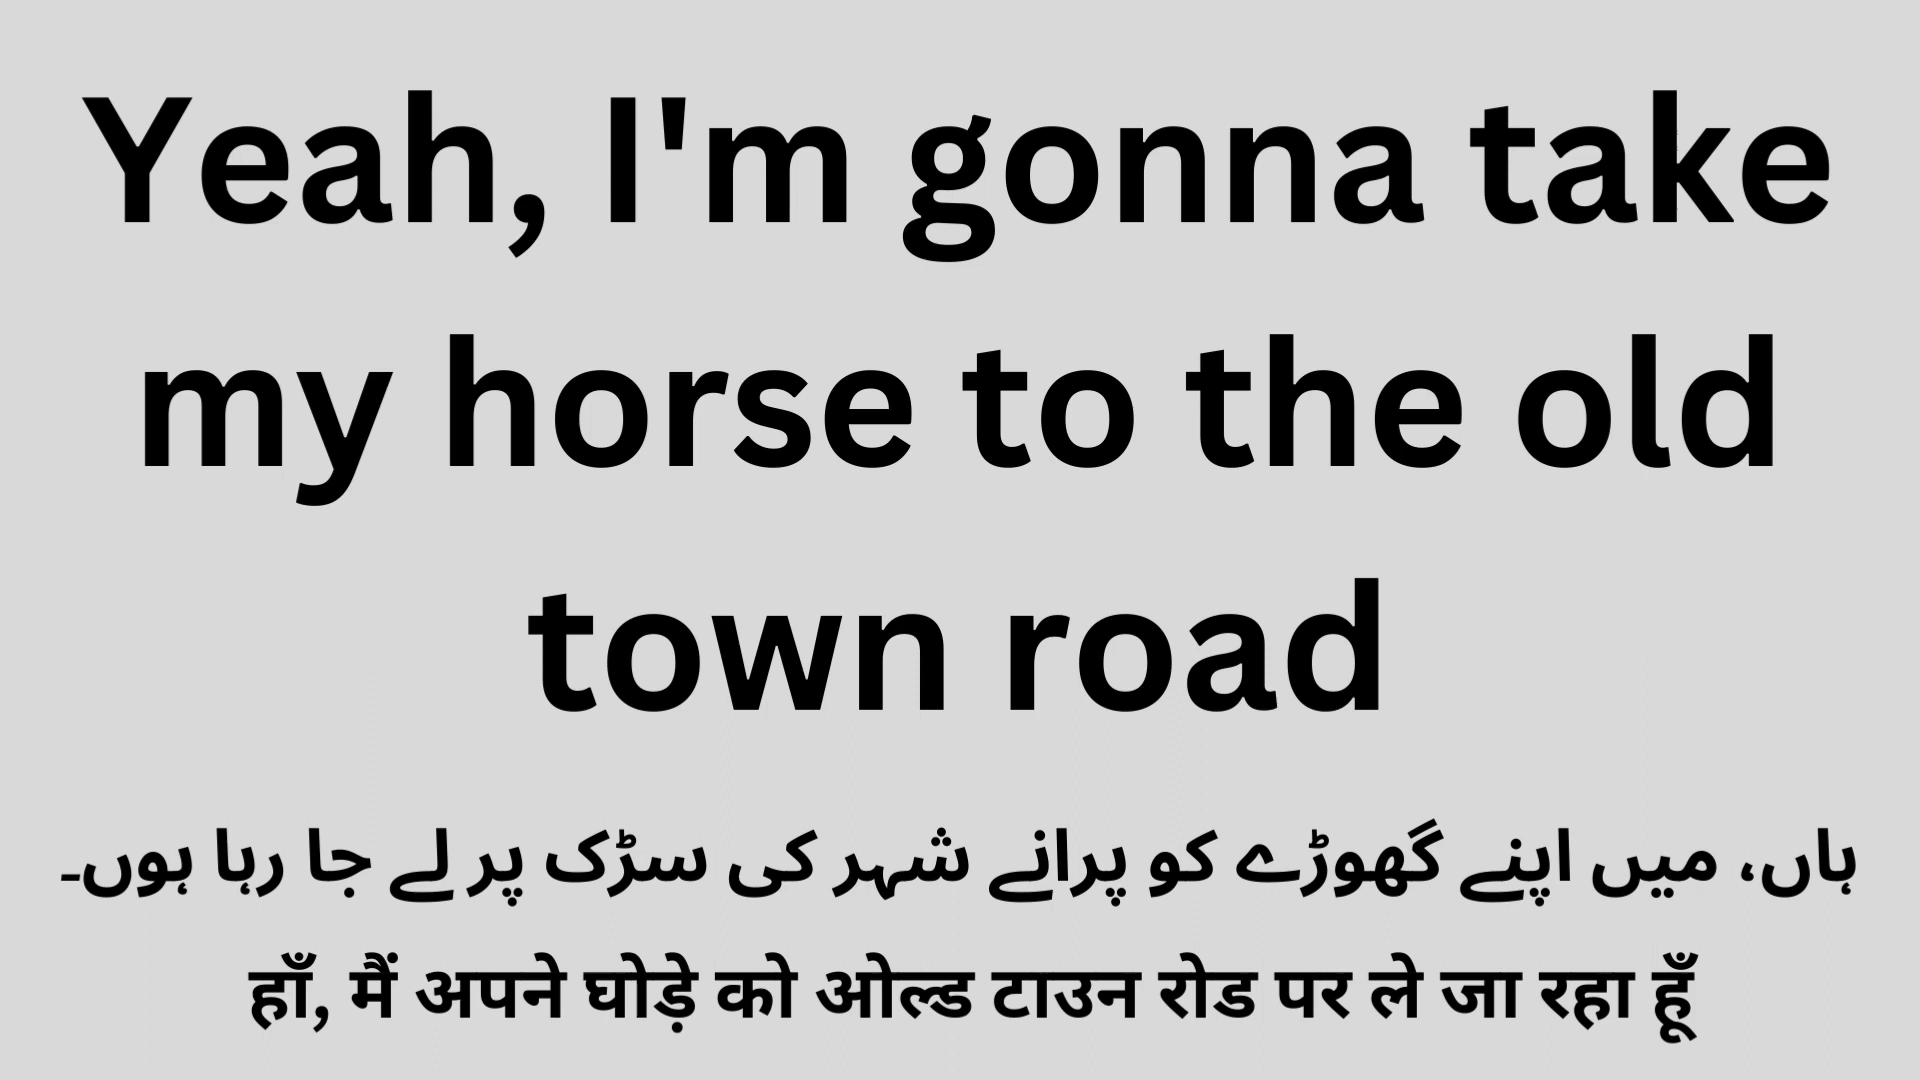 Yeah, I'm gonna take
my horse to the old
town road
ہاں، میں اپنے گھوڑے کو پرانے شہر کی سڑک پر لے جا رہا ہوں۔
हाँ, मैं अपने घोड़े को ओल्ड टाउन रोड पर ले जा रहा हूँ